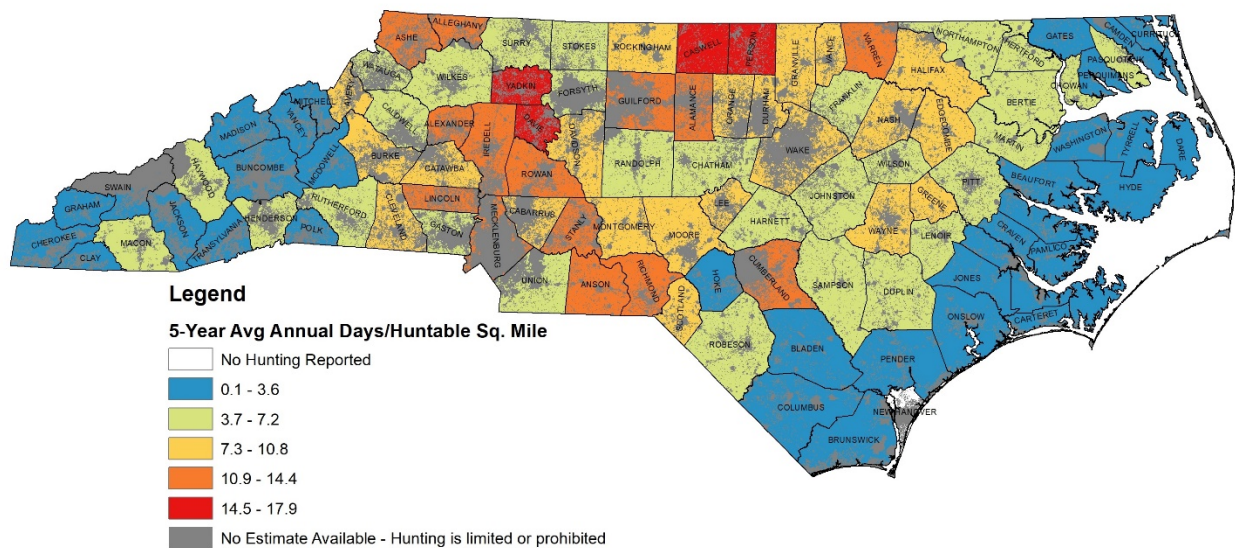 ALLEGHANY
ASHE
SURRY
STOKES
ROCKINGHAM
CASWELL
PERSON
GRANVILLE
VANCE
WARREN
NORTHAMPTON
HERTFORD
GATES
CAMDEN
CURRITUCK
PASQUOTANK
PERQUIMANS
CHOWAN
HALIFAX
BERTIE
WATAUGA
WILKES
YADKIN
FORSYTH
GUILFORD
ALAMANCE
ORANGE
DURHAM
FRANKLIN
NASH
EDGECOMBE
MARTIN
WASHINGTON
TYRRELL
DARE
MITCHELL
AVERY
CALDWELL
ALEXANDER
IREDELL
DAVIE
DAVIDSON
RANDOLPH
CHATHAM
WAKE
WILSON
PITT
BEAUFORT
HYDE
MADISON
YANCEY
MCDOWELL
BURKE
CATAWBA
ROWAN
BUNCOMBE
HAYWOOD
SWAIN
GRAHAM
JACKSON
RUTHERFORD
CLEVELAND
LINCOLN
GASTON
MECKLENBURG
CABARRUS
STANLY
MONTGOMERY
MOORE
LEE
HARNETT
JOHNSTON
WAYNE
GREENE
LENOIR
CRAVEN
PAMLICO
CHEROKEE
CLAY
MACON
TRANSYLVANIA
HENDERSON
POLK
UNION
ANSON
RICHMOND
SCOTLAND
HOKE
CUMBERLAND
SAMPSON
DUPLIN
JONES
ONSLOW
CARTERET
ROBESON
BLADEN
PENDER
COLUMBUS
BRUNSWICK
NEW HANOVER
Legend
5-Year Avg Annual Days/Huntable Sq. Mile
No Hunting Reported
0.1 - 3.6
3.7 - 7.2
7.3 - 10.8
10.9 - 14.4
14.5 - 17.9
No Estimate Available - Hunting is limited or prohibited